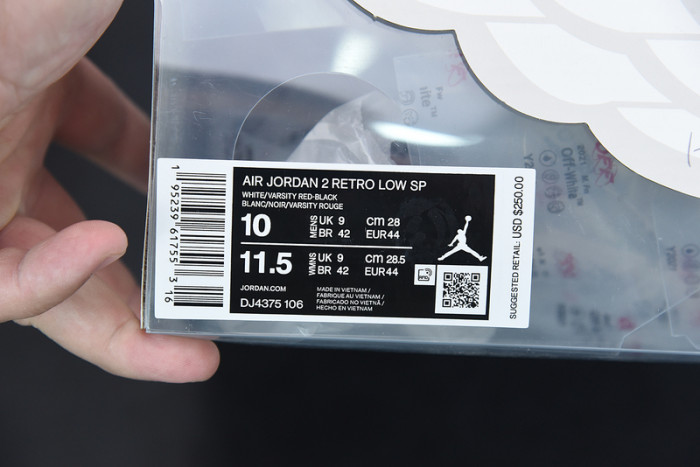 AIR JORDAN 2 RETRO LOW SP
WHITE/VARSITY RED-BLACK
BLANC/NOIR/VARSITY ROUGE
10 MENS UK 9 CM 28
BR 42 EUR44
11.5 WMNS UK 9 CM 28.5
BR 42 EUR44
JORDAN.COM
DJ4375 106
MADE IN VIETNAM /
FABRIQUE AU VIETNAM /
FABRICADO NO VIETNÃ /
HECHO EN VIETNAM
1 95239 61755 3 16
SUGGESTED RETAIL: USD $250.00
Off-White